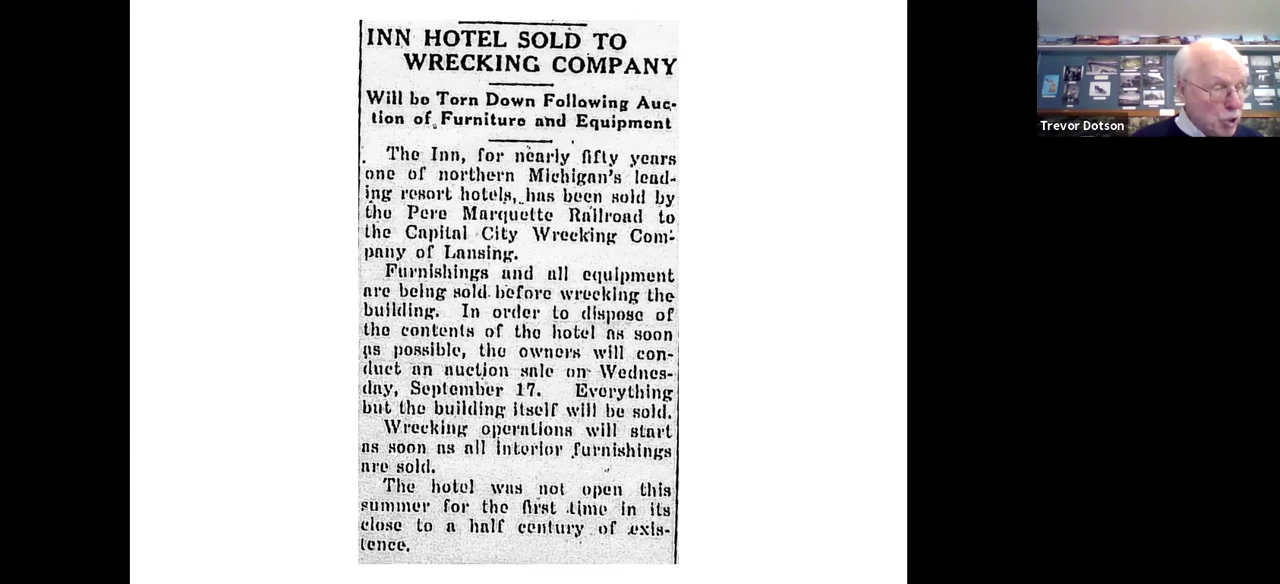 INN HOTEL SOLD TO
WRECKING COMPANY
Will be Torn Down Following Auc-
tion of Furniture and Equipment
The Inn, for nearly fifty years
one of northern Michigan's lead-
ing resort hotels, has been sold by
the Pere Marquette Railroad to
the Capital City Wrecking Com-
pany of Lansing.
Furnishings and all equipment
are being sold before wrecking the
building. In order to dispose of
the contents of the hotel as soon
as possible, the owners will con-
duct an auction sale on Wednes-
day, September 17. Everything
but the building itself will be sold.
Wrecking operations will start
as soon as all interior furnishings
are sold.
The hotel was not open this
summer for the first time in its
close to a half century of exis-
tence.
Trevor Dotson